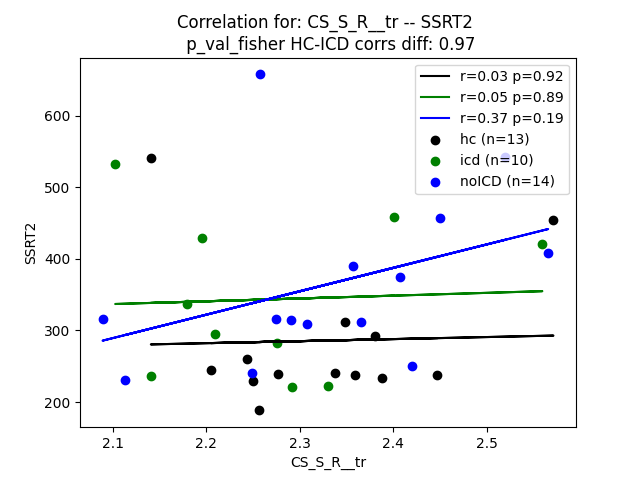 Correlation for: CS_S_R__tr -- SSRT2
p_val_fisher HC-ICD corrs diff: 0.97
r=0.03 p=0.92
r=0.05 p=0.89
r=0.37 p=0.19
hc (n=13)
icd (n=10)
noICD (n=14)
600
500
400
300
200
SSRT2
2.1
2.2
2.3
2.4
2.5
CS_S_R__tr